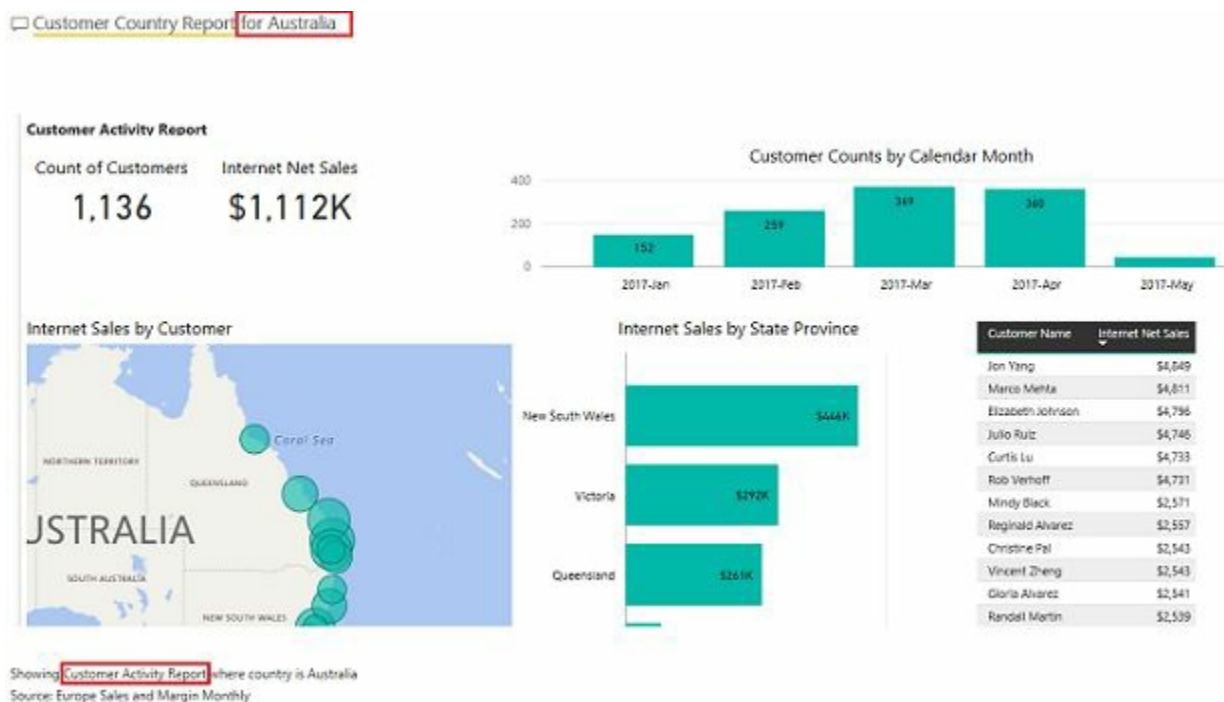 Customer Country Report for Australia
Customer Activity Report
Count of Customers Internet Net Sales
1,136 $1,112K
Customer Counts by Calendar Month
400
200
0
152
259
369
360
2017-Jan 2017-Feb 2017-Mar 2017-Apr 2017-May
Internet Sales by Customer
Coral Sea
NORTHERN TERRITORY
QUEENSLAND
USTRALIA
SOUTH AUSTRALIA
NEW SOUTH WALES
Internet Sales by State Province
New South Wales $446K
Victoria $292K
Queensland $261K
Customer Name Internet Net Sales
Jon Yang $4,849
Marco Mehta $4,811
Elizabeth Johnson $4,796
Julio Ruiz $4,746
Curtis Lu $4,733
Rob Verhoff $4,731
Mindy Black $2,571
Reginald Alvarez $2,557
Christine Pal $2,543
Vincent Zheng $2,543
Gloria Alvarez $2,541
Randall Martin $2,539
Showing Customer Activity Report where country is Australia
Source: Europe Sales and Margin Monthly